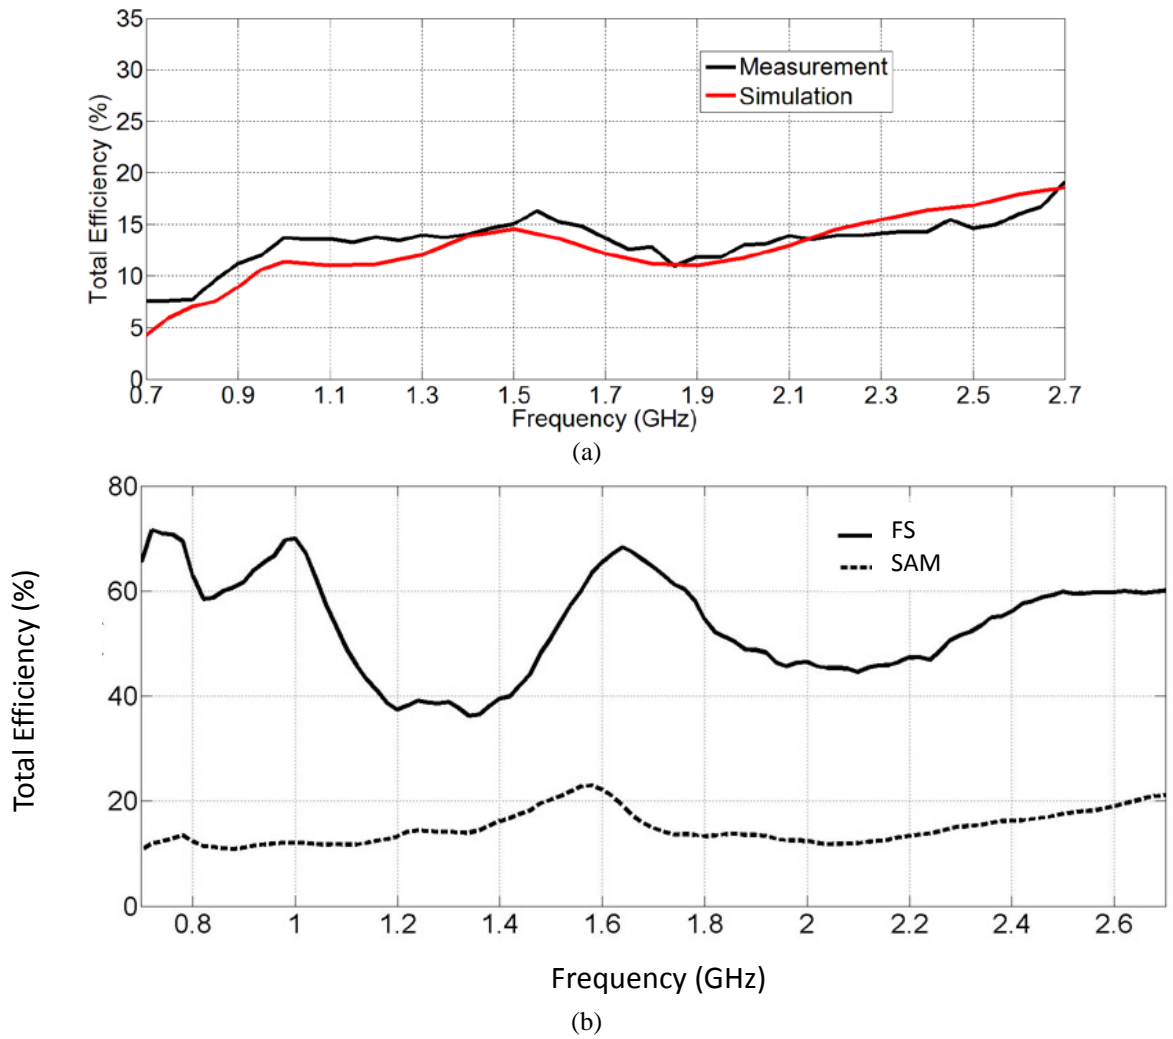 35
30
25
20
15
10
5
0
Total Efficiency (%)
Measurement
Simulation
0.7 0.9 1.1 1.3 1.5 1.7 1.9 2.1 2.3 2.5 2.7
Frequency (GHz)
(a)
80
60
40
20
0
Total Efficiency (%)
FS
SAM
0.8 1 1.2 1.4 1.6 1.8 2 2.2 2.4 2.6
Frequency (GHz)
(b)